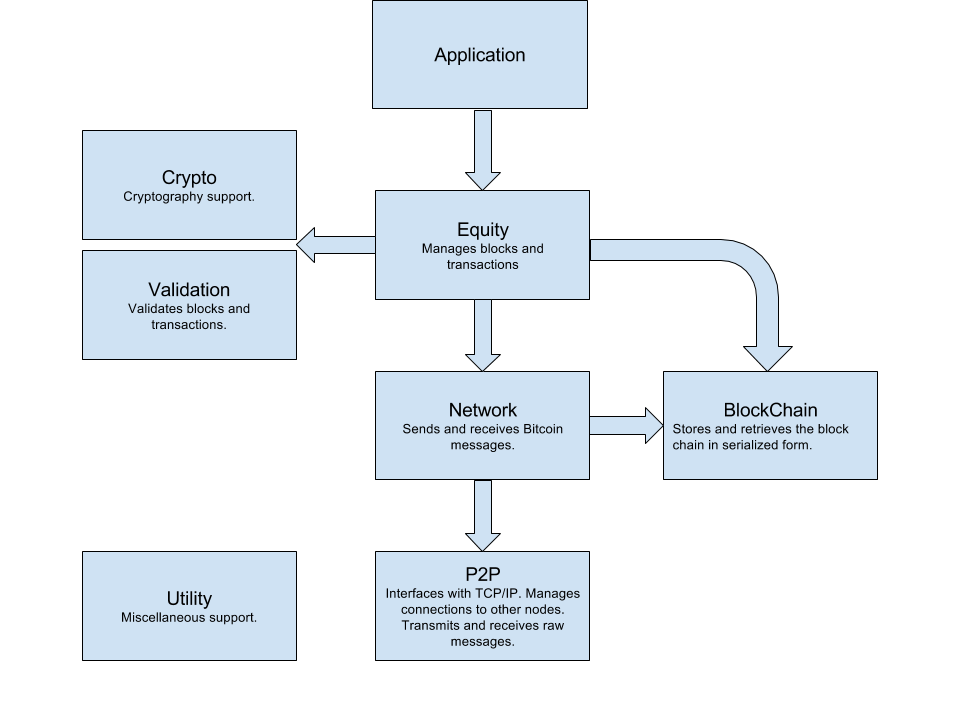 Application
Crypto
Cryptography support.
Equity
Manages blocks and
transactions
Validation
Validates blocks and
transactions.
Network
Sends and receives Bitcoin
messages.
BlockChain
Stores and retrieves the block
chain in serialized form.
Utility
Miscellaneous support.
P2P
Interfaces with TCP/IP. Manages
connections to other nodes.
Transmits and receives raw
messages.